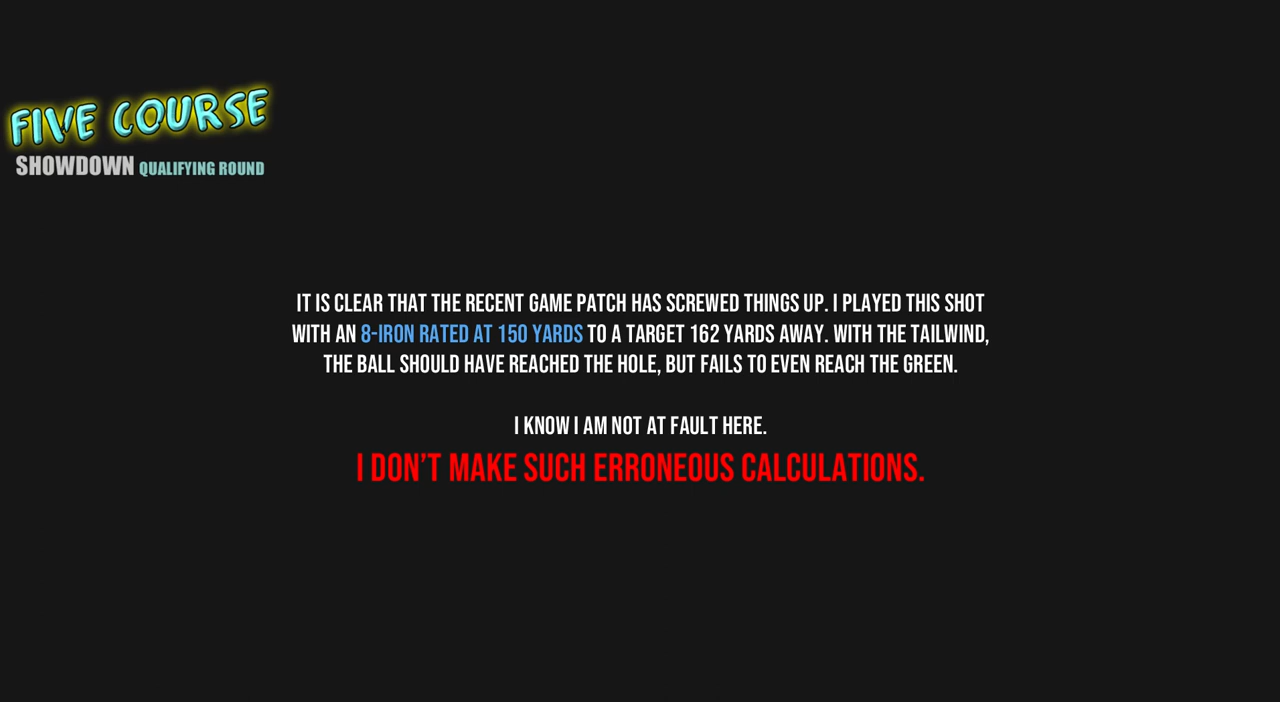 FIVE COURSE
SHOWDOWN QUALIFYING ROUND
IT IS CLEAR THAT THE RECENT GAME PATCH HAS SCREWED THINGS UP. I PLAYED THIS SHOT
WITH AN 8-IRON RATED AT 150 YARDS TO A TARGET 162 YARDS AWAY. WITH THE TAILWIND,
THE BALL SHOULD HAVE REACHED THE HOLE, BUT FAILS TO EVEN REACH THE GREEN.
I KNOW I AM NOT AT FAULT HERE.
I DON’T MAKE SUCH ERRONEOUS CALCULATIONS.